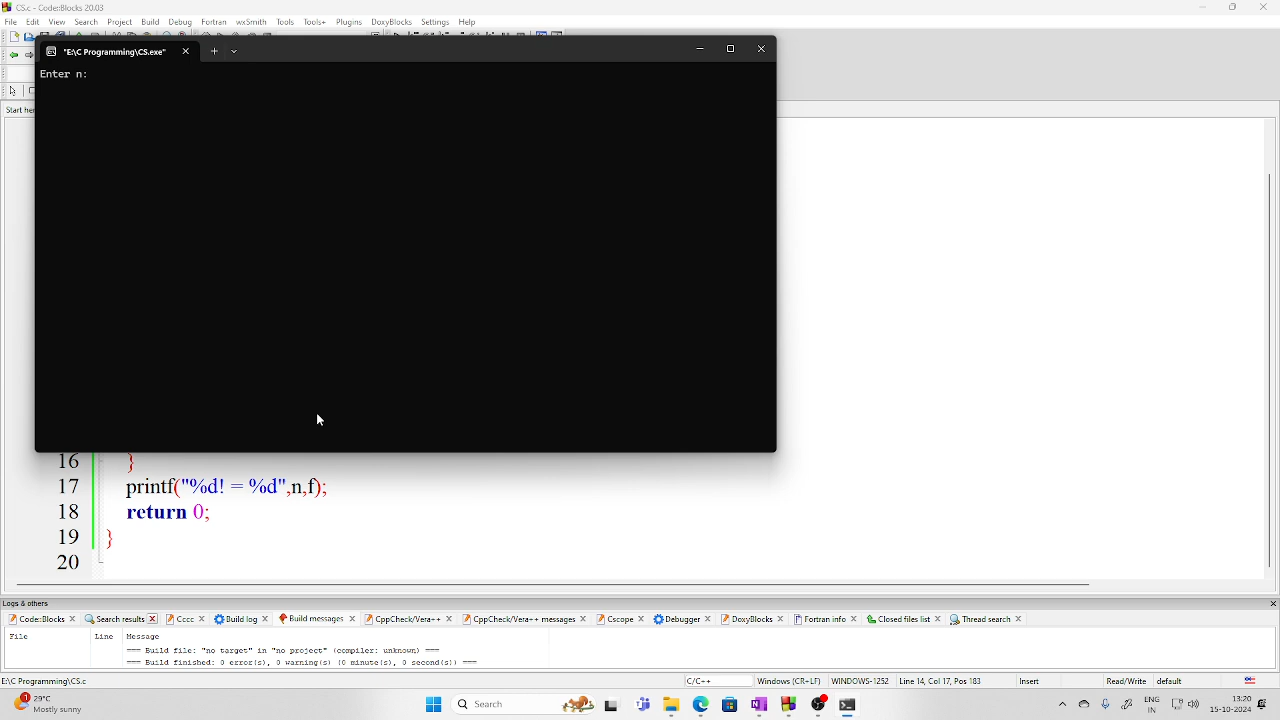 CS.c - Code::Blocks 20.03
File Edit View Search Project Build Debug Fortran wxSmith Tools Tools+ Plugins DoxyBlocks Settings Help
"E:\C Programming\CS.exe"
Enter n:
Start her
16 }
17 printf("%d! = %d",n,f);
18 return 0;
19 }
20
Logs & others
Code::Blocks Search results Cccc Build log Build messages CppCheck/Vera++ CppCheck/Vera++ messages Cscope Debugger DoxyBlocks Fortran info Closed files list Thread search
File Line Message
=== Build file: "no target" in "no project" (compiler: unknown) ===
=== Build finished: 0 error(s), 0 warning(s) (0 minute(s), 0 second(s)) ===
E:\C Programming\CS.c C/C++ Windows (CR+LF) WINDOWS-1252 Line 14, Col 17, Pos 183 Insert Read/Write default
29°C
Mostly sunny
Search
ENG
IN
13:20
15-10-2024